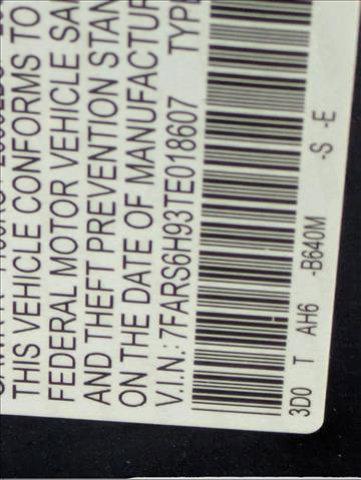 THIS VEHICLE CONFORMS TO
FEDERAL MOTOR VEHICLE SA
AND THEFT PREVENTION STAN
ON THE DATE OF MANUFACTUR
V.I.N.: 7FARS6H93TE018607 TYPE
3D0 T AH6 -B640M -S -E